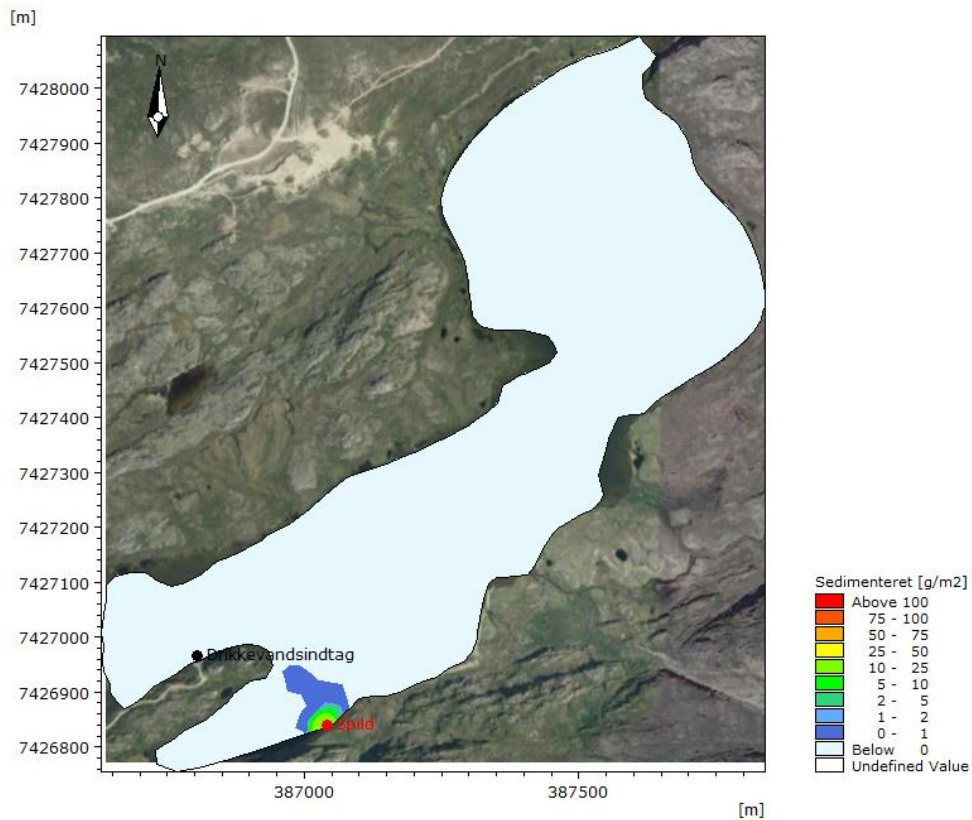 [m]
N
7428000
7427900
7427800
7427700
7427600
7427500
7427400
7427300
7427200
7427100
7427000
7426900
7426800
Drikkevandsindtag
Spild
387000
387500
[m]
Sedimenteret [g/m2]
Above 100
75 - 100
50 - 75
25 - 50
10 - 25
5 - 10
2 - 5
1 - 2
0 - 1
Below 0
Undefined Value